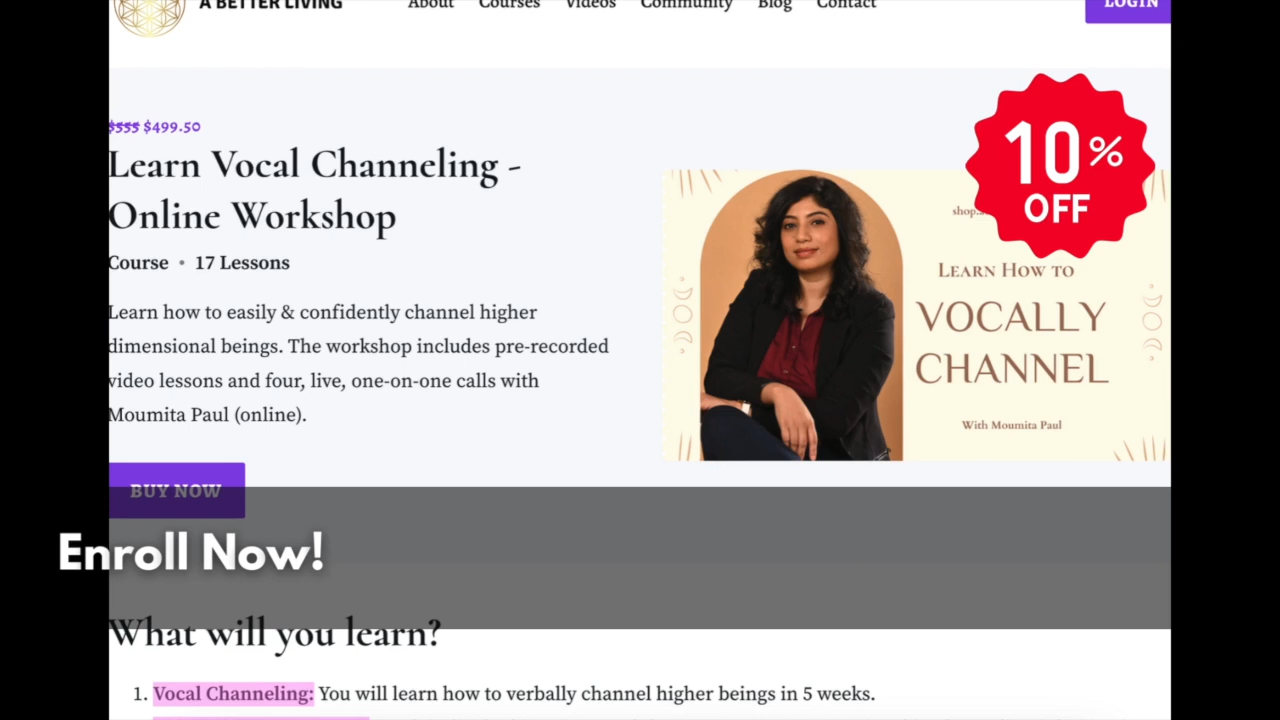 A BETTER LIVING About Courses Videos Community Blog Contact LOGIN
$555 $499.50
Learn Vocal Channeling -
Online Workshop
Course • 17 Lessons
Learn how to easily & confidently channel higher
dimensional beings. The workshop includes pre-recorded
video lessons and four, live, one-on-one calls with
Moumita Paul (online).
BUY NOW
10%
OFF
shop.
LEARN HOW TO
VOCALLY
CHANNEL
With Moumita Paul
Enroll Now!
What will you learn?
1. Vocal Channeling: You will learn how to verbally channel higher beings in 5 weeks.